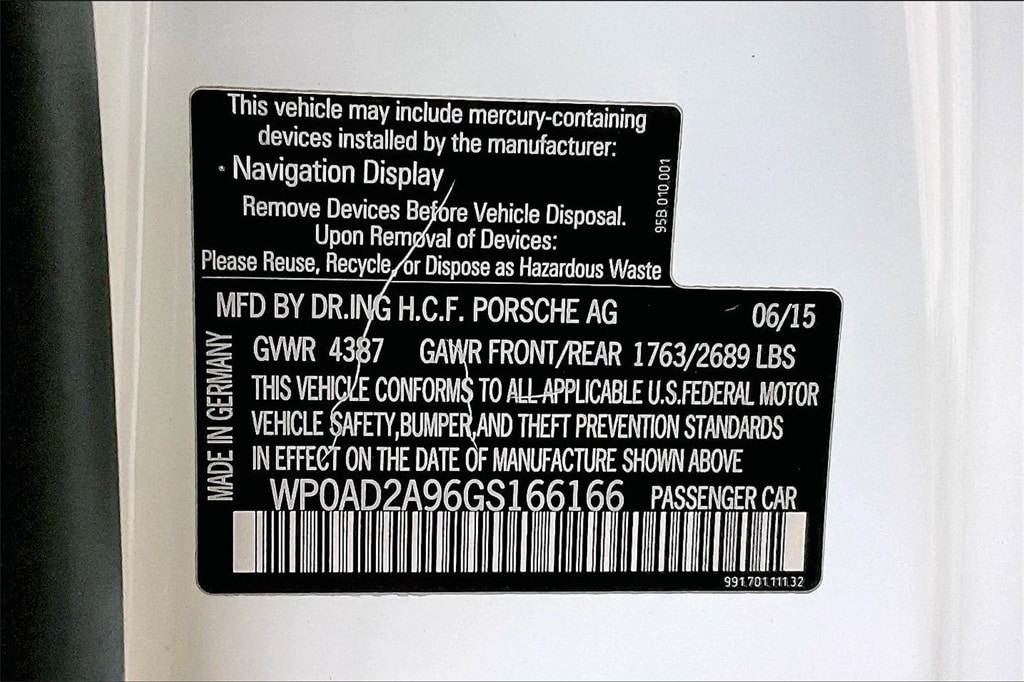 This vehicle may include mercury-containing
devices installed by the manufacturer:
• Navigation Display
Remove Devices Before Vehicle Disposal.
Upon Removal of Devices:
Please Reuse, Recycle, or Dispose as Hazardous Waste
95B.010.001
MFD BY DR.ING H.C.F. PORSCHE AG 06/15
GVWR 4387 GAWR FRONT/REAR 1763/2689 LBS
THIS VEHICLE CONFORMS TO ALL APPLICABLE U.S.FEDERAL MOTOR
VEHICLE SAFETY,BUMPER,AND THEFT PREVENTION STANDARDS
IN EFFECT ON THE DATE OF MANUFACTURE SHOWN ABOVE
MADE IN GERMANY
WP0AD2A96GS166166 PASSENGER CAR
991.701.111.32